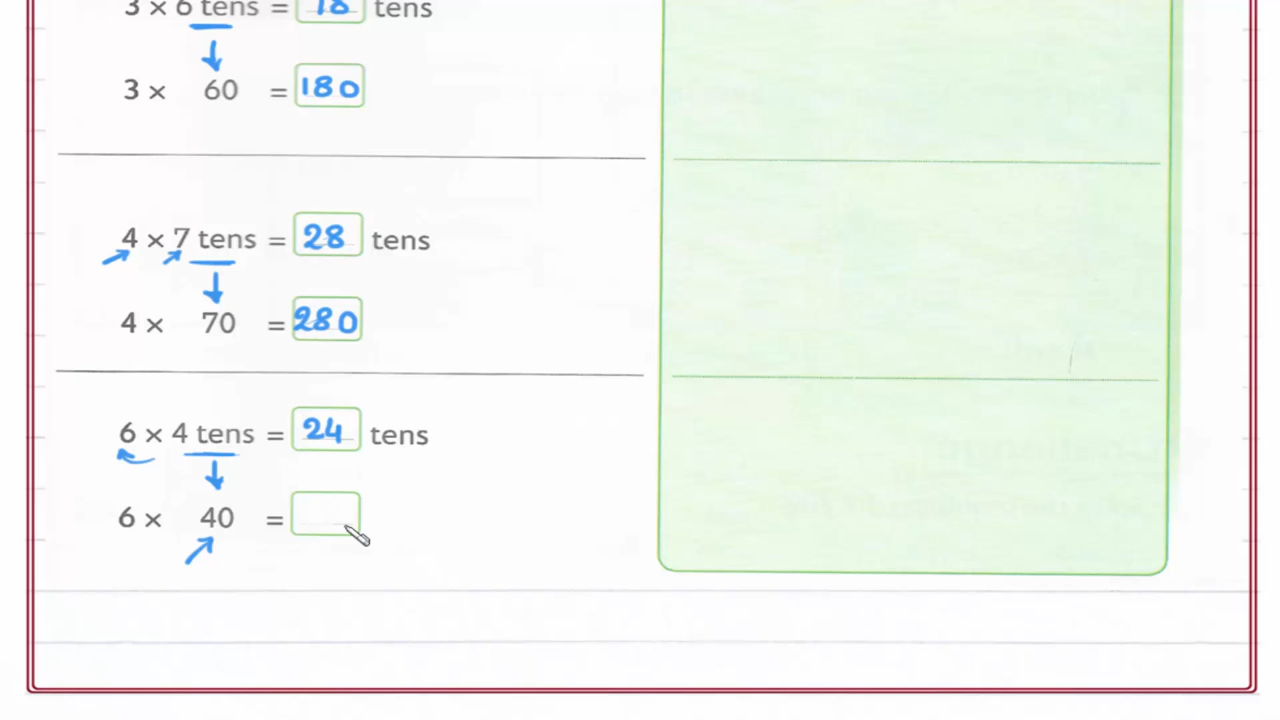 3 × 6 tens = 18 tens
3 × 60 = 180
4 × 7 tens = 28 tens
4 × 70 = 280
6 × 4 tens = 24 tens
6 × 40 =